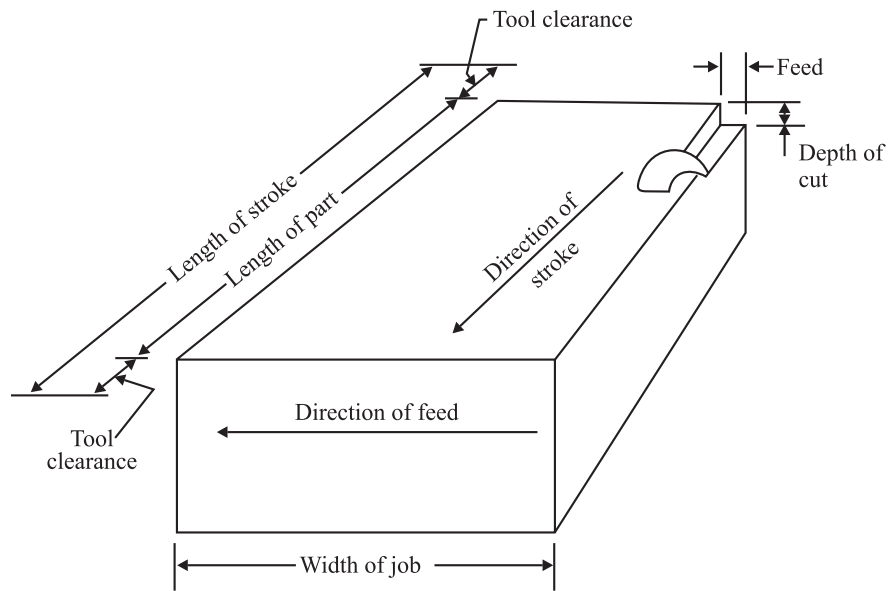 Tool clearance
Feed
Depth of
cut
Length of stroke
Length of part
Direction of
stroke
Direction of feed
Tool
clearance
Width of job